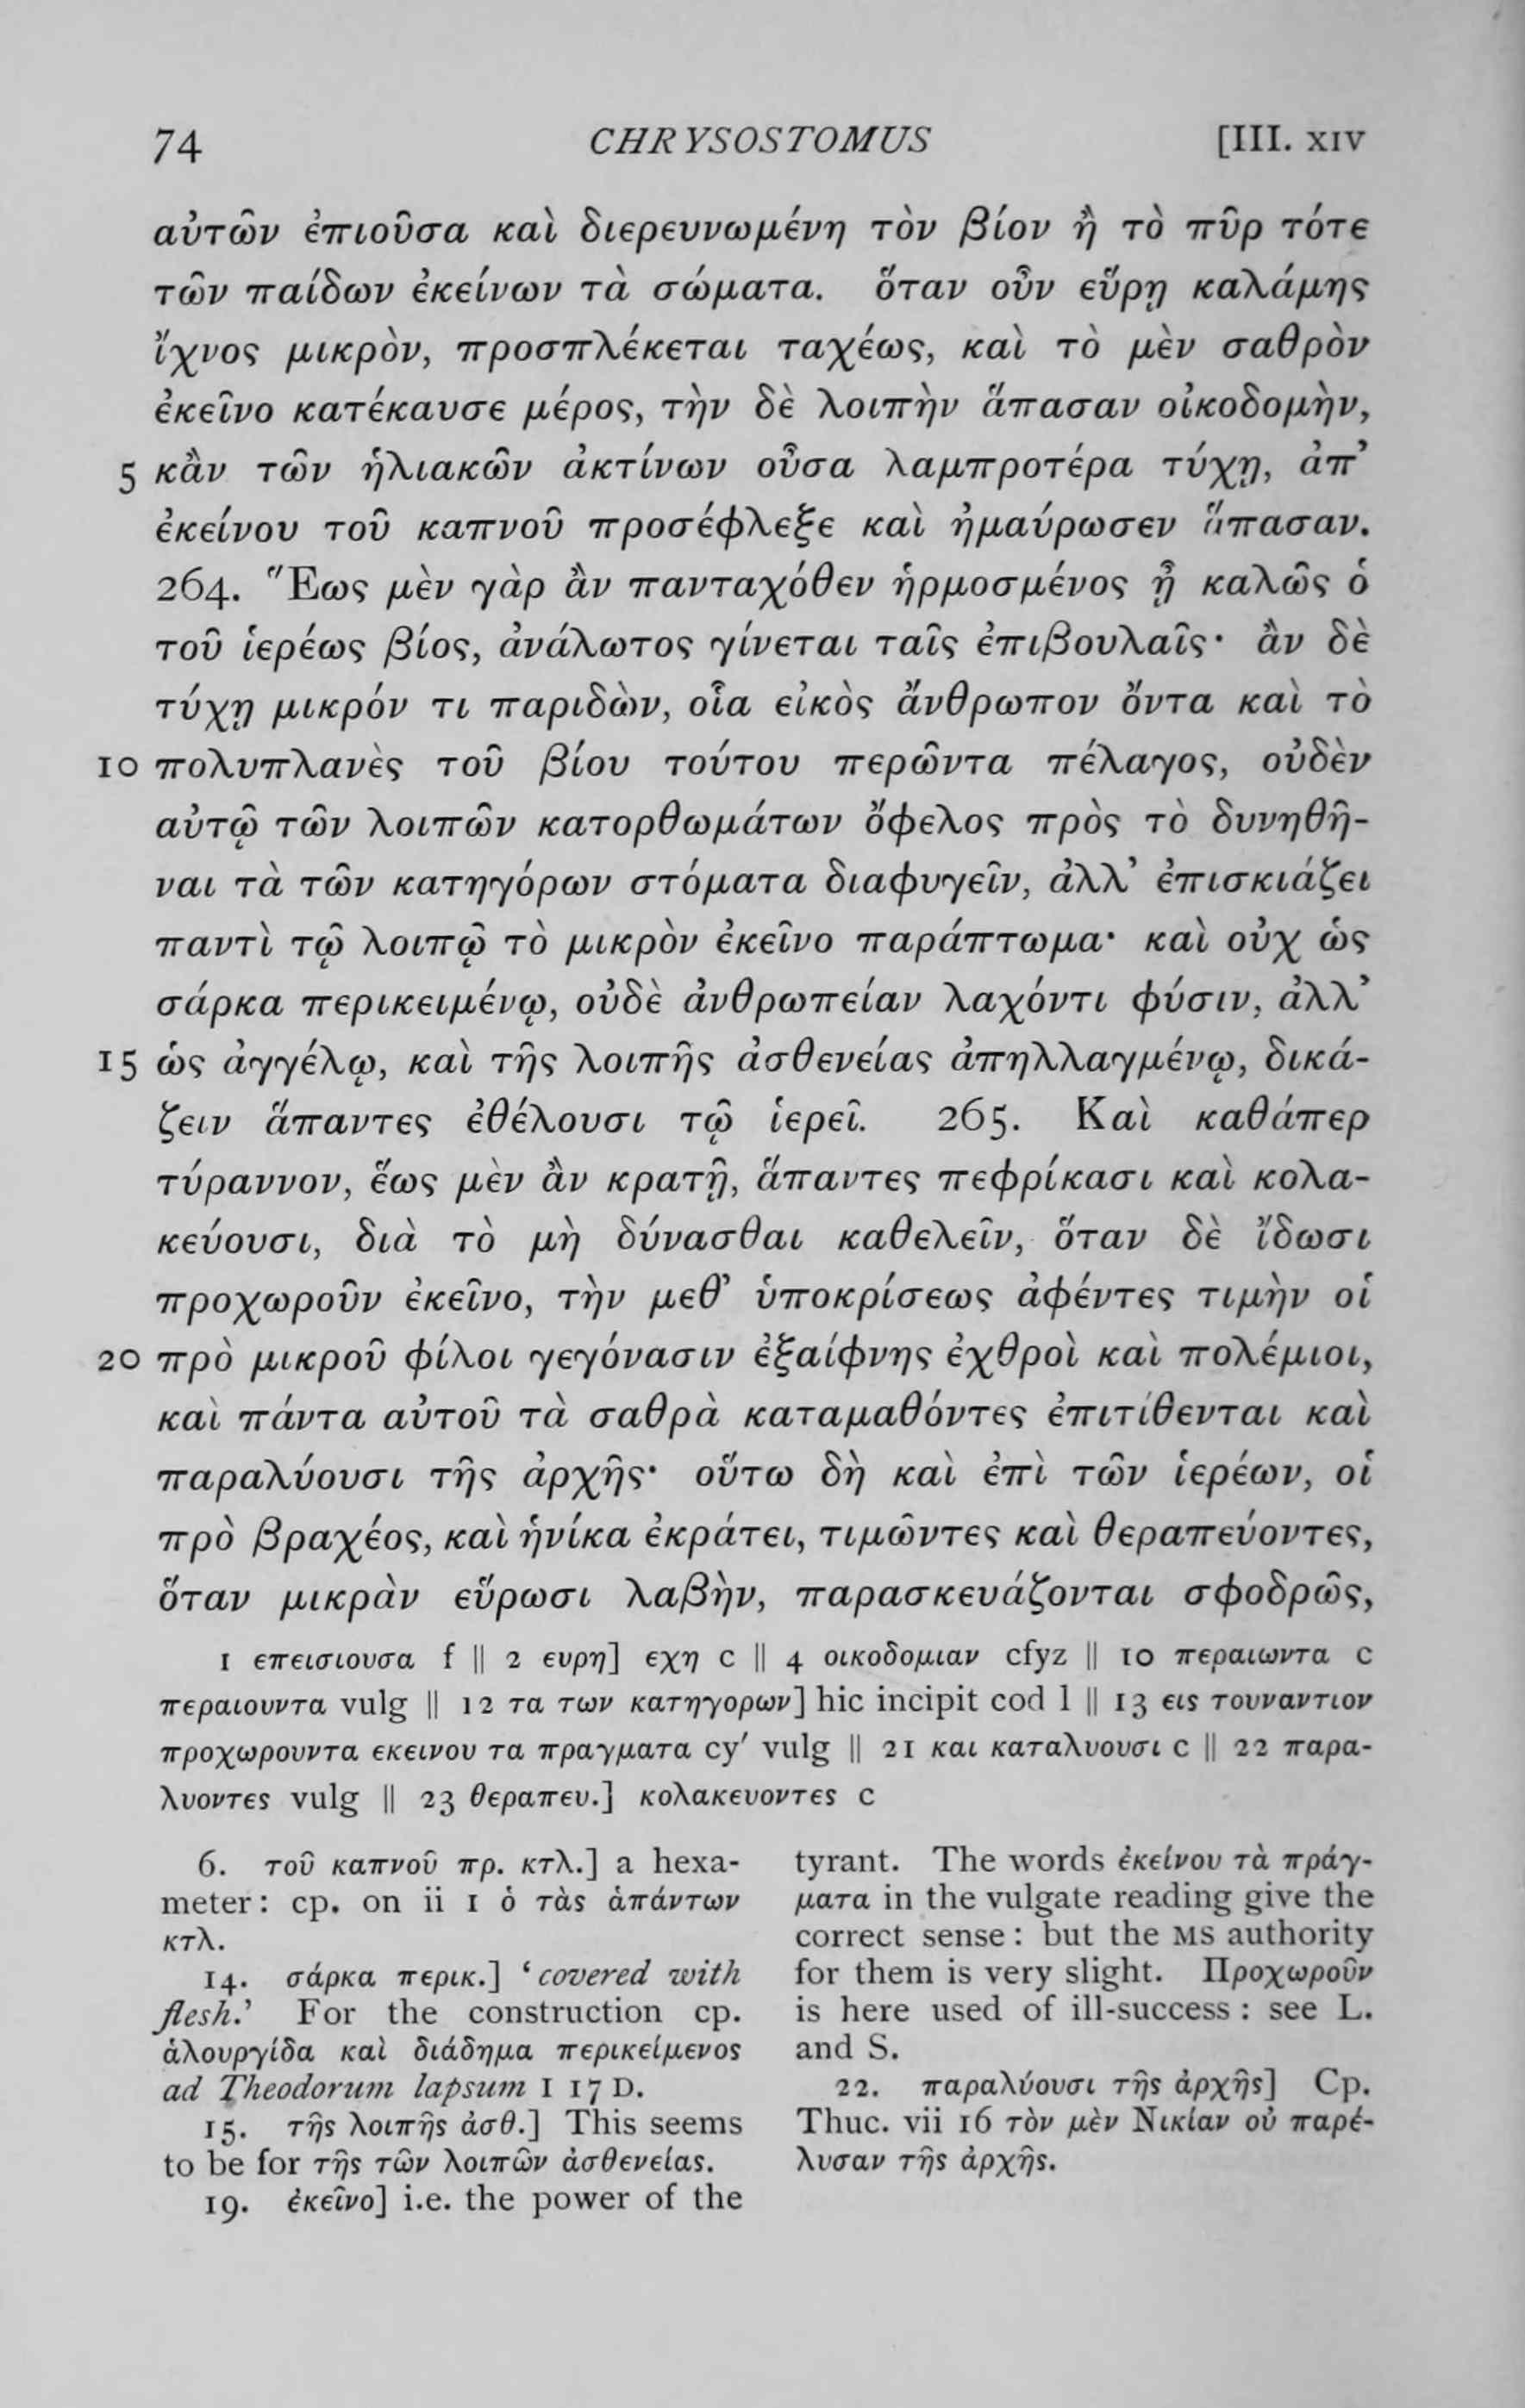 74 CHRYSOSTOMUS [III. XIV
αὐτῶν ἐπιοῦσα καὶ διερευνωμένη τὸν βίον ἢ τὸ πῦρ τότε
τῶν παίδων ἐκείνων τὰ σώματα. ὅταν οὖν εὕρῃ καλάμης
ἴχνος μικρὸν, προσπλέκεται ταχέως, καὶ τὸ μὲν σαθρὸν
ἐκεῖνο κατέκαυσε μέρος, τὴν δὲ λοιπὴν ἅπασαν οἰκοδομὴν,
5 κἂν τῶν ἡλιακῶν ἀκτίνων οὖσα λαμπροτέρα τύχῃ, ἀπ’
ἐκείνου τοῦ καπνοῦ προσέφλεξε καὶ ἠμαύρωσεν ἅπασαν.
264. Ἕως μὲν γὰρ ἂν πανταχόθεν ἡρμοσμένος ᾖ καλῶς ὁ
τοῦ ἱερέως βίος, ἀνάλωτος γίνεται ταῖς ἐπιβουλαῖς· ἂν δὲ
τύχῃ μικρόν τι παριδὼν, οἷα εἰκὸς ἄνθρωπον ὄντα καὶ τὸ
10 πολυπλανὲς τοῦ βίου τούτου περῶντα πέλαγος, οὐδὲν
αὐτῷ τῶν λοιπῶν κατορθωμάτων ὄφελος πρὸς τὸ δυνηθῆ-
ναι τὰ τῶν κατηγόρων στόματα διαφυγεῖν, ἀλλ’ ἐπισκιάζει
παντὶ τῷ λοιπῷ τὸ μικρὸν ἐκεῖνο παράπτωμα· καὶ οὐχ ὡς
σάρκα περικειμένῳ, οὐδὲ ἀνθρωπείαν λαχόντι φύσιν, ἀλλ’
15 ὡς ἀγγέλῳ, καὶ τῆς λοιπῆς ἀσθενείας ἀπηλλαγμένῳ, δικά-
ζειν ἅπαντες ἐθέλουσι τῷ ἱερεῖ. 265. Καὶ καθάπερ
τύραννον, ἕως μὲν ἂν κρατῇ, ἅπαντες πεφρίκασι καὶ κολα-
κεύουσι, διὰ τὸ μὴ δύνασθαι καθελεῖν, ὅταν δὲ ἴδωσι
προχωροῦν ἐκεῖνο, τὴν μεθ’ ὑποκρίσεως ἀφέντες τιμὴν οἱ
20 πρὸ μικροῦ φίλοι γεγόνασιν ἐξαίφνης ἐχθροὶ καὶ πολέμιοι,
καὶ πάντα αὐτοῦ τὰ σαθρὰ καταμαθόντες ἐπιτίθενται καὶ
παραλύουσι τῆς ἀρχῆς· οὕτω δὴ καὶ ἐπὶ τῶν ἱερέων, οἱ
πρὸ βραχέος, καὶ ἡνίκα ἐκράτει, τιμῶντες καὶ θεραπεύοντες,
ὅταν μικρὰν εὕρωσι λαβὴν, παρασκευάζονται σφοδρῶς,
1 επεισιουσα f || 2 ευρη] εχη c || 4 οικοδομιαν cfyz || 10 περαιωντα c
περαιουντα vulg || 12 τα των κατηγορων] hic incipit cod l || 13 εις τουναντιον
προχωρουντα εκεινου τα πραγματα cy′ vulg || 21 και καταλυουσι c || 22 παρα-
λυοντες vulg || 23 θεραπευ.] κολακευοντες c
6. τοῦ καπνοῦ πρ. κτλ.] a hexa-
meter: cp. on ii 1 ὁ τὰς ἁπάντων
κτλ.
14. σάρκα περικ.] ‘covered with
flesh.’ For the construction cp.
ἁλουργίδα καὶ διάδημα περικείμενος
ad Theodorum lapsum I 17 D.
15. τῆς λοιπῆς ἀσθ.] This seems
to be for τῆς τῶν λοιπῶν ἀσθενείας.
19. ἐκεῖνο] i.e. the power of the
tyrant. The words ἐκείνου τὰ πράγ-
ματα in the vulgate reading give the
correct sense: but the MS authority
for them is very slight. Προχωροῦν
is here used of ill-success: see L.
and S.
22. παραλύουσι τῆς ἀρχῆς] Cp.
Thuc. vii 16 τὸν μὲν Νικίαν οὐ παρέ-
λυσαν τῆς ἀρχῆς.